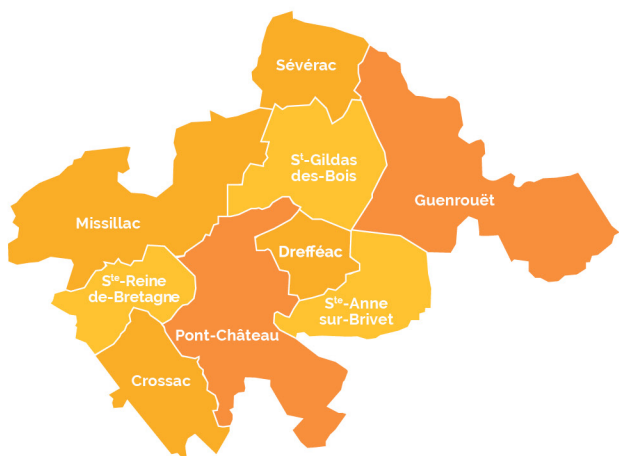 Sévérac
Sᵗ-Gildas
des-Bois
Guenrouët
Missillac
Drefféac
Sᵗᵉ-Reine
de-Bretagne
Sᵗᵉ-Anne
sur-Brivet
Pont-Château
Crossac